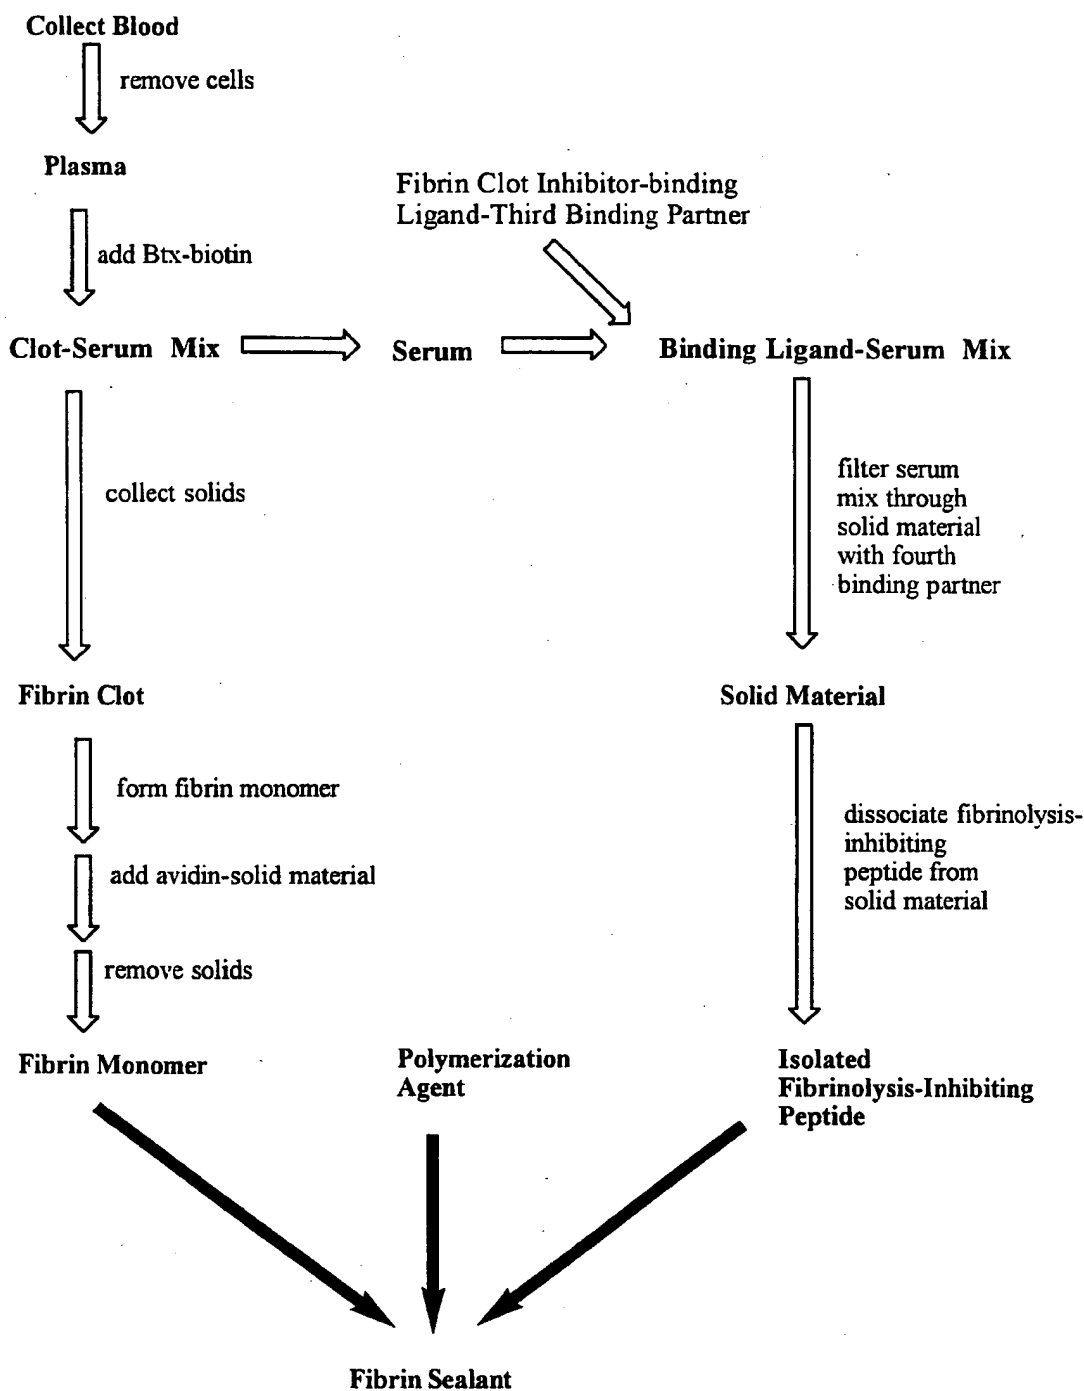 Collect Blood
remove cells
Plasma
Fibrin Clot Inhibitor-binding
Ligand-Third Binding Partner
add Btx-biotin
Clot-Serum Mix
Serum
Binding Ligand-Serum Mix
collect solids
filter serum
mix through
solid material
with fourth
binding partner
Fibrin Clot
Solid Material
form fibrin monomer
add avidin-solid material
remove solids
dissociate fibrinolysis-
inhibiting
peptide from
solid material
Fibrin Monomer
Polymerization
Agent
Isolated
Fibrinolysis-Inhibiting
Peptide
Fibrin Sealant